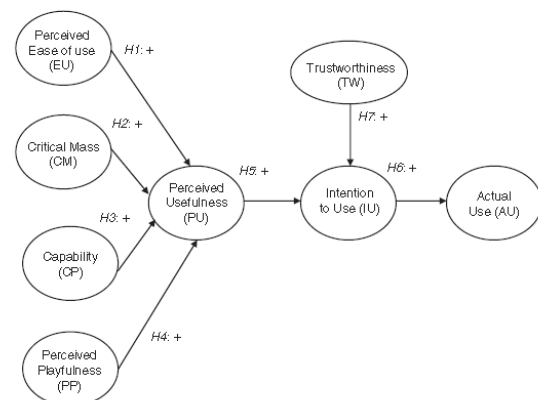 Perceived
Ease of use
(EU)
H1: +
Trustworthiness
(TW)
H2: +
H7: +
Critical Mass
(CM)
H5: +
H6: +
Perceived
Usefulness
(PU)
Intention
to Use (IU)
Actual
Use (AU)
H3: +
Capability
(CP)
H4: +
Perceived
Playfulness
(PP)